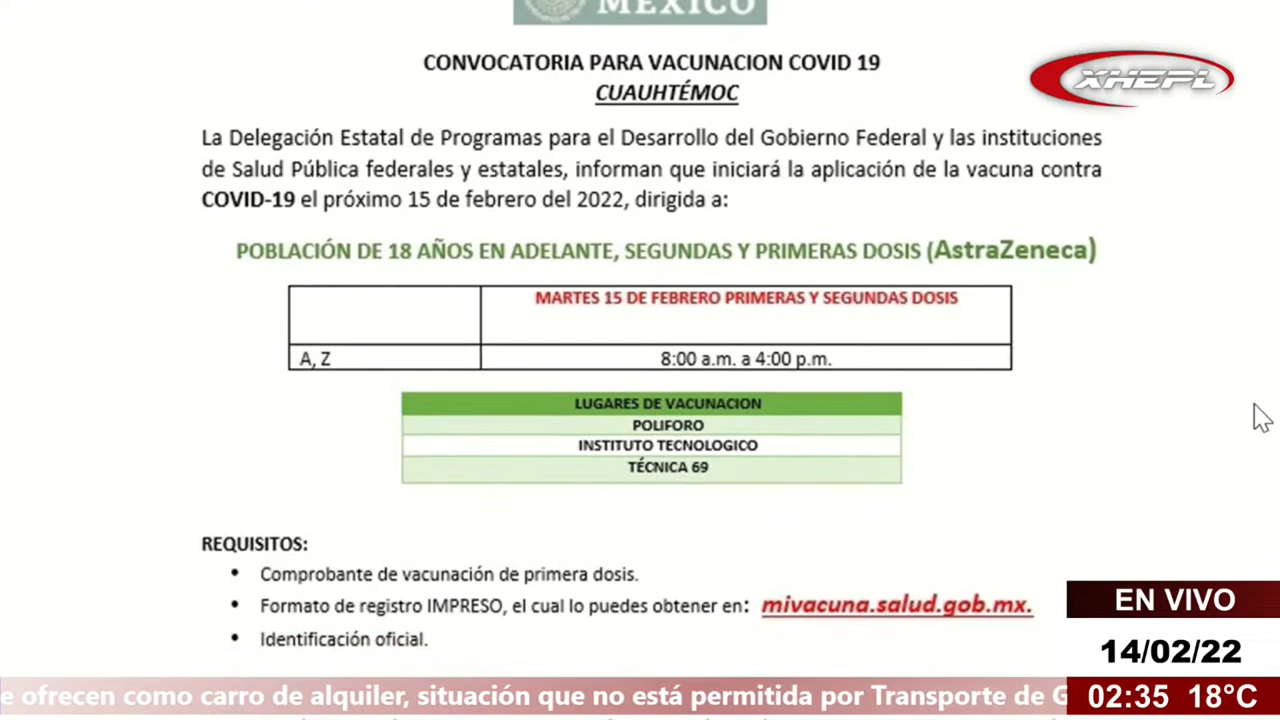 MÉXICO
CONVOCATORIA PARA VACUNACION COVID 19
CUAUHTÉMOC
XHEPL
La Delegación Estatal de Programas para el Desarrollo del Gobierno Federal y las instituciones
de Salud Pública federales y estatales, informan que iniciará la aplicación de la vacuna contra
COVID-19 el próximo 15 de febrero del 2022, dirigida a:
POBLACIÓN DE 18 AÑOS EN ADELANTE, SEGUNDAS Y PRIMERAS DOSIS (AstraZeneca)
MARTES 15 DE FEBRERO PRIMERAS Y SEGUNDAS DOSIS
A, Z 8:00 a.m. a 4:00 p.m.
LUGARES DE VACUNACION
POLIFORO
INSTITUTO TECNOLOGICO
TÉCNICA 69
REQUISITOS:
• Comprobante de vacunación de primera dosis.
• Formato de registro IMPRESO, el cual lo puedes obtener en: mivacuna.salud.gob.mx.
• Identificación oficial.
EN VIVO
14/02/22
02:35 18°C
e ofrecen como carro de alquiler, situación que no está permitida por Transporte de G